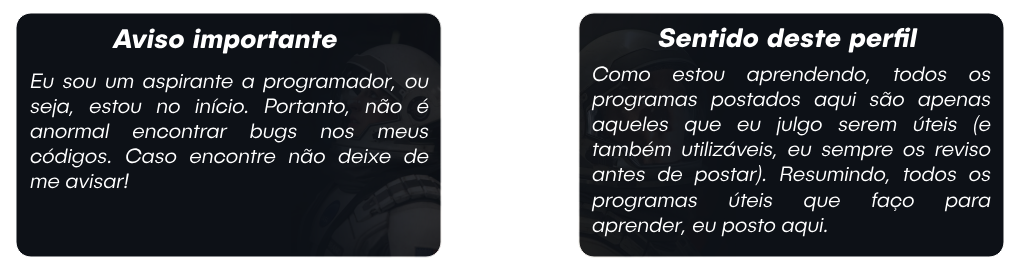 Aviso importante
Eu sou um aspirante a programador, ou
seja, estou no início. Portanto, não é
anormal encontrar bugs nos meus
códigos. Caso encontre não deixe de
me avisar!
Sentido deste perfil
Como estou aprendendo, todos os
programas postados aqui são apenas
aqueles que eu julgo serem úteis (e
também utilizáveis, eu sempre os reviso
antes de postar). Resumindo, todos os
programas úteis que faço para
aprender, eu posto aqui.